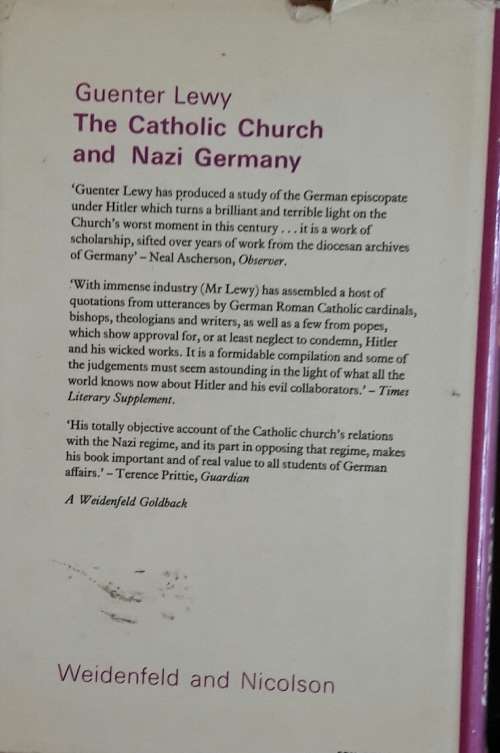 Guenter Lewy
The Catholic Church
and Nazi Germany
‘Guenter Lewy has produced a study of the German episcopate
under Hitler which turns a brilliant and terrible light on the
Church’s worst moment in this century . . . it is a work of
scholarship, sifted over years of work from the diocesan archives
of Germany’ – Neal Ascherson, Observer.
‘With immense industry (Mr Lewy) has assembled a host of
quotations from utterances by German Roman Catholic cardinals,
bishops, theologians and writers, as well as a few from popes,
which show approval for, or at least neglect to condemn, Hitler
and his wicked works. It is a formidable compilation and some of
the judgements must seem astounding in the light of what all the
world knows now about Hitler and his evil collaborators.’ – Times
Literary Supplement.
‘His totally objective account of the Catholic church’s relations
with the Nazi regime, and its part in opposing that regime, makes
his book important and of real value to all students of German
affairs.’ – Terence Prittie, Guardian
A Weidenfeld Goldback
Weidenfeld and Nicolson